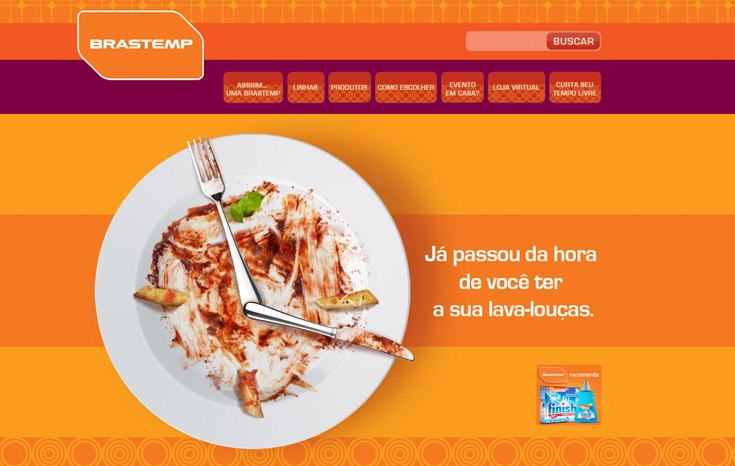 BRASTEMP
BUSCAR
ASSIIIM...
UMA BRASTEMP
LINHAS
PRODUTOS
COMO ESCOLHER
EVENTO
EM CASA?
LOJA VIRTUAL
CURTA SEU
TEMPO LIVRE
Já passou da hora
de você ter
a sua lava-louças.
BRASTEMP recomenda
finish